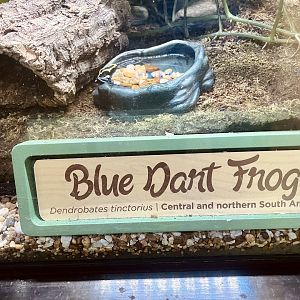 Blue Dart Frog
Dendrobates tinctorius | Central and northern South Am